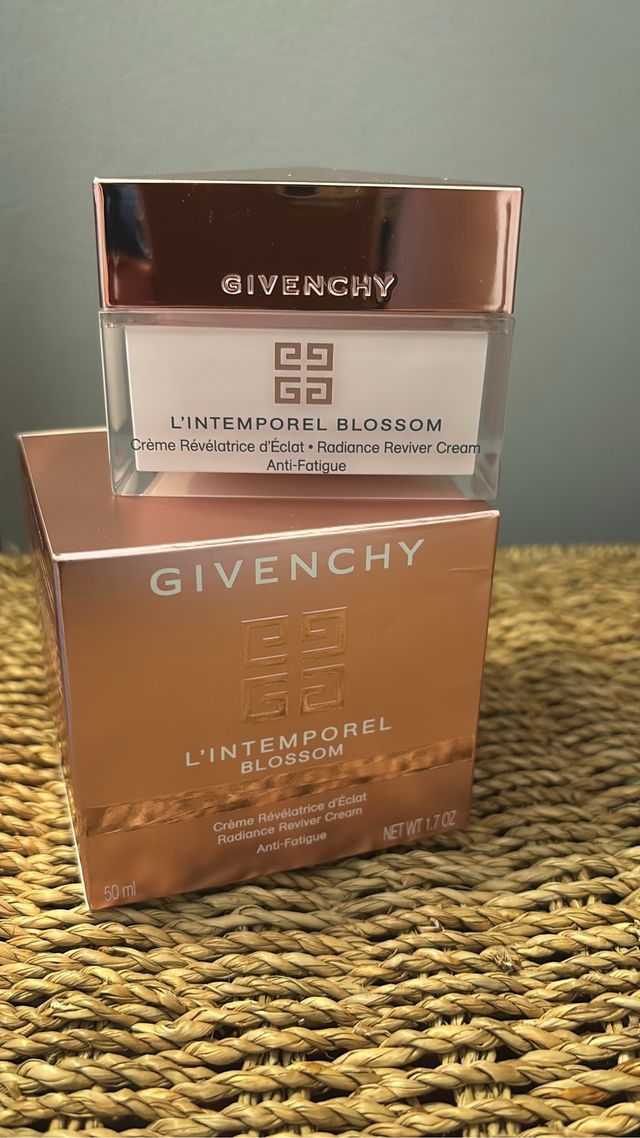 GIVENCHY
L'INTEMPOREL BLOSSOM
Crème Révélatrice d'Éclat • Radiance Reviver Cream
Anti-Fatigue
GIVENCHY
L'INTEMPOREL
BLOSSOM
Crème Révélatrice d'Éclat
Radiance Reviver Cream
Anti-Fatigue
50 ml
NET WT 1.7 OZ